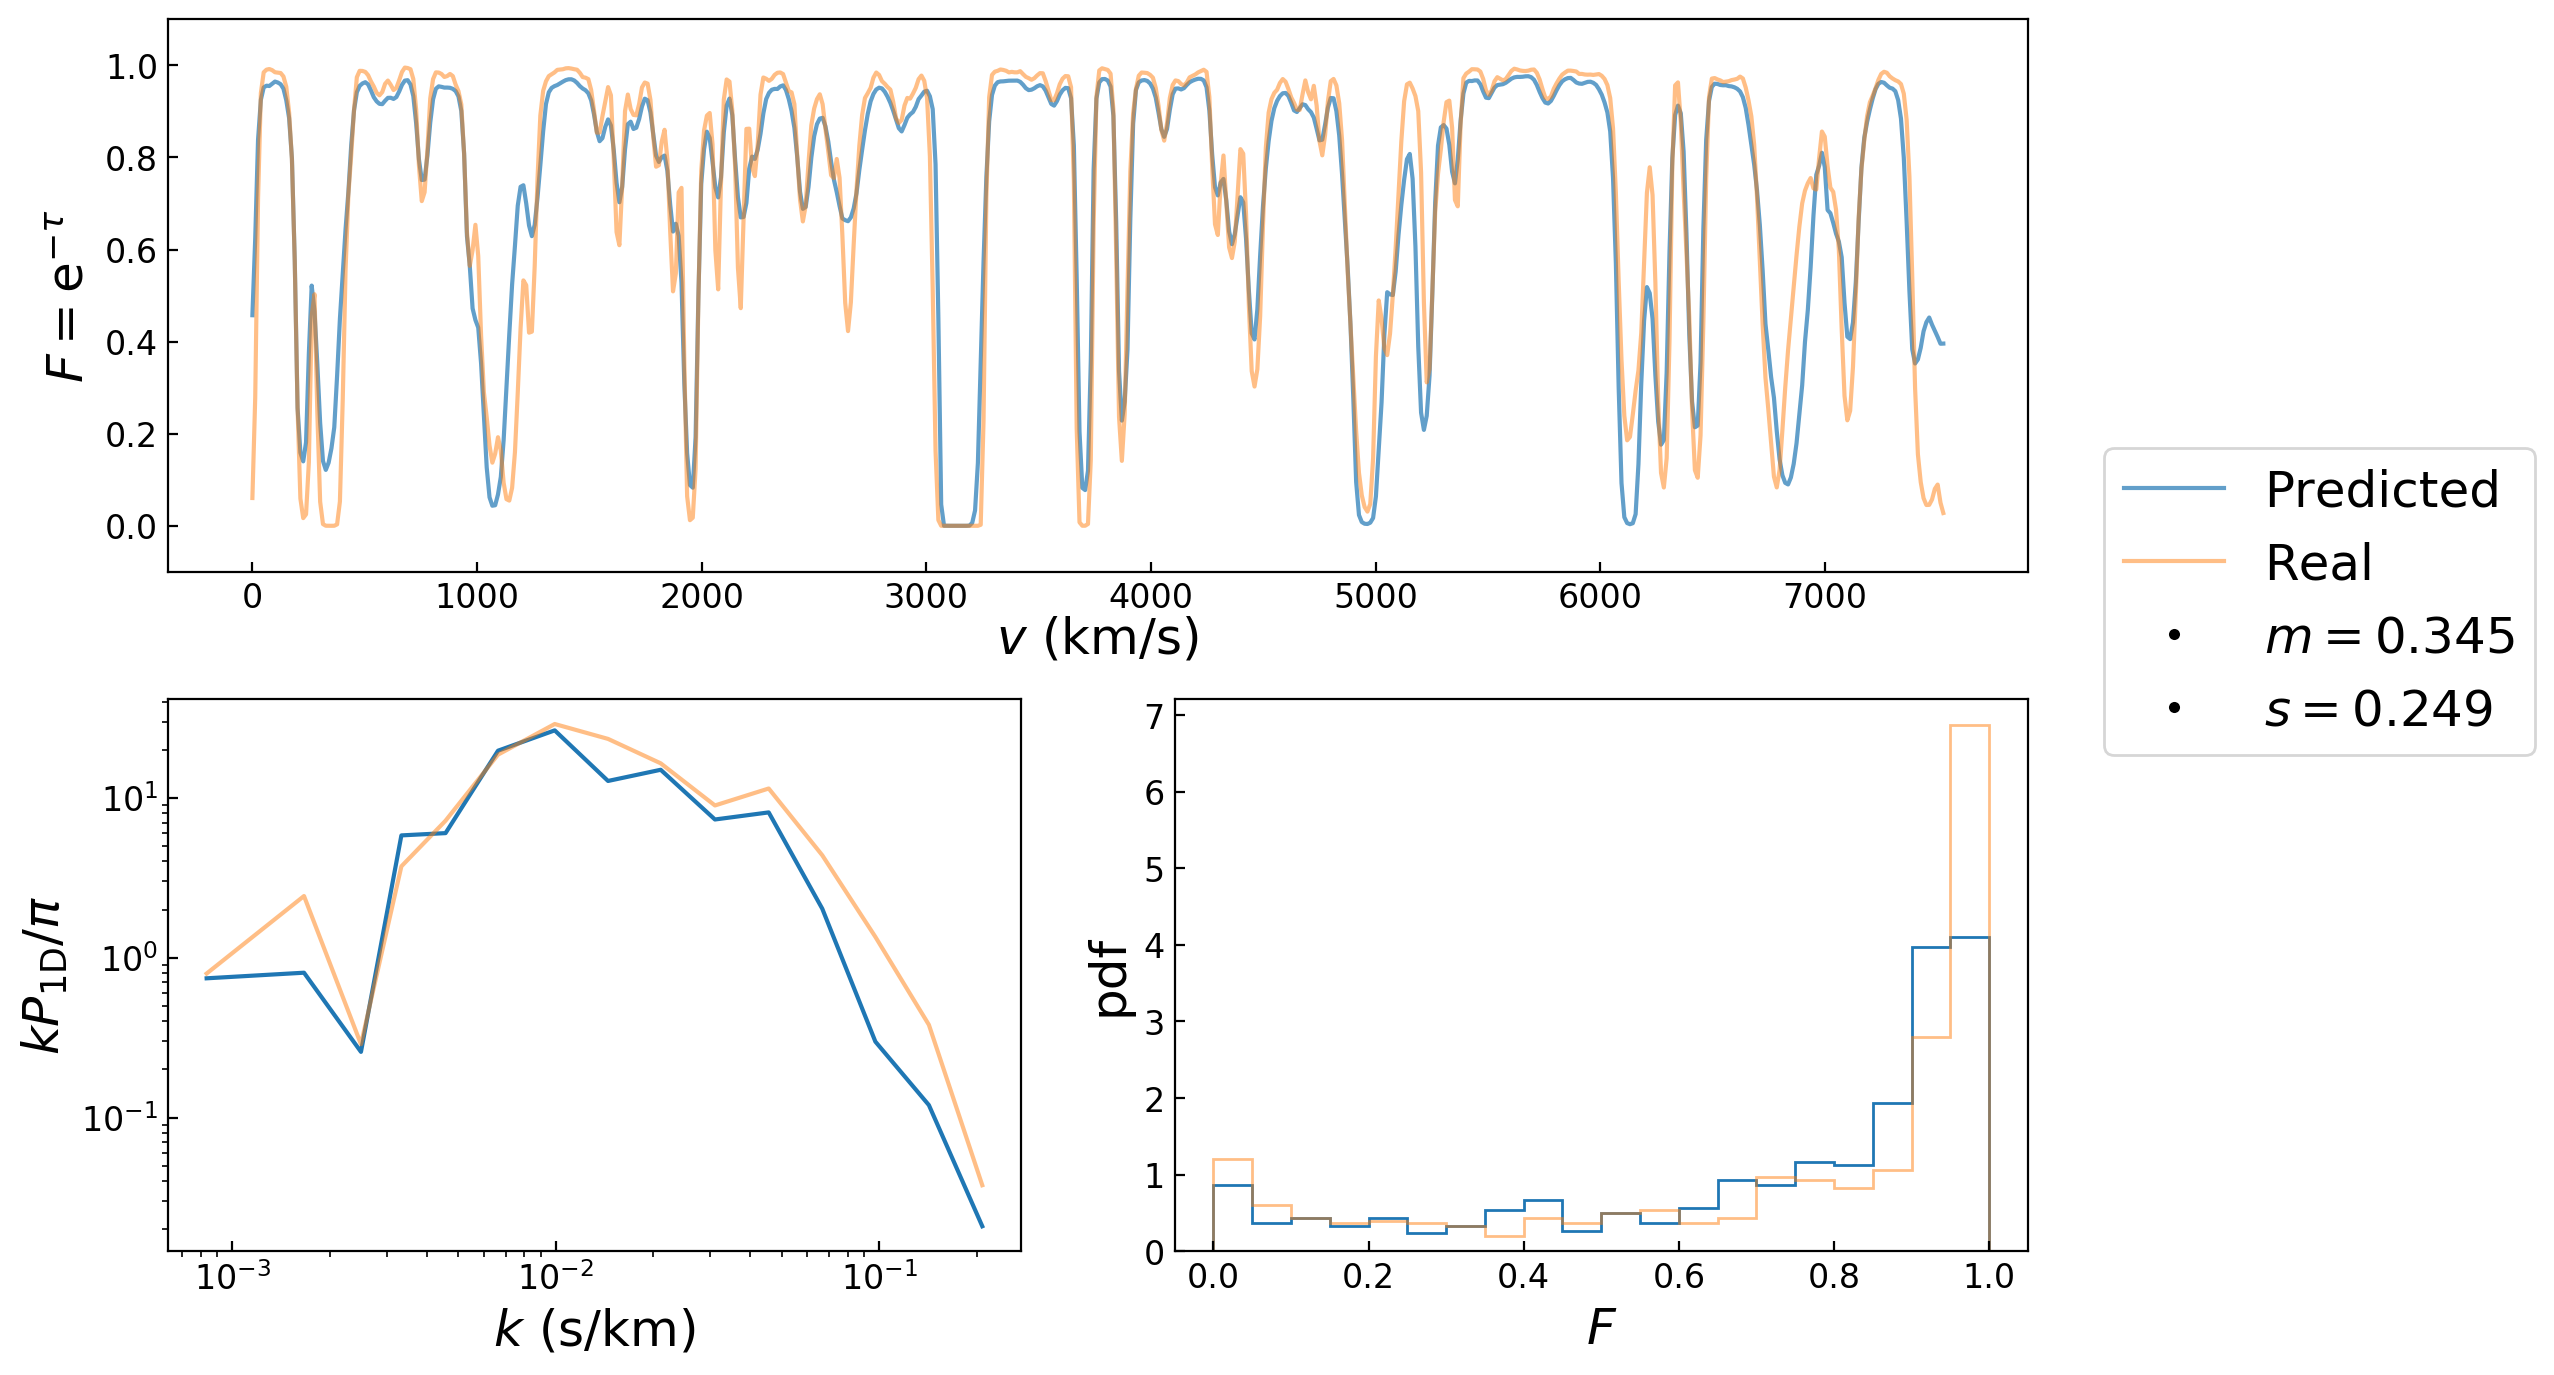 F = e^{−τ}
1.0
0.8
0.6
0.4
0.2
0.0
0 1000 2000 3000 4000 5000 6000 7000
v (km/s)
kP_{1D}/π
10^1
10^0
10^{−1}
10^{−3} 10^{−2} 10^{−1}
k (s/km)
pdf
7
6
5
4
3
2
1
0
0.0 0.2 0.4 0.6 0.8 1.0
F
Predicted
Real
m = 0.345
s = 0.249